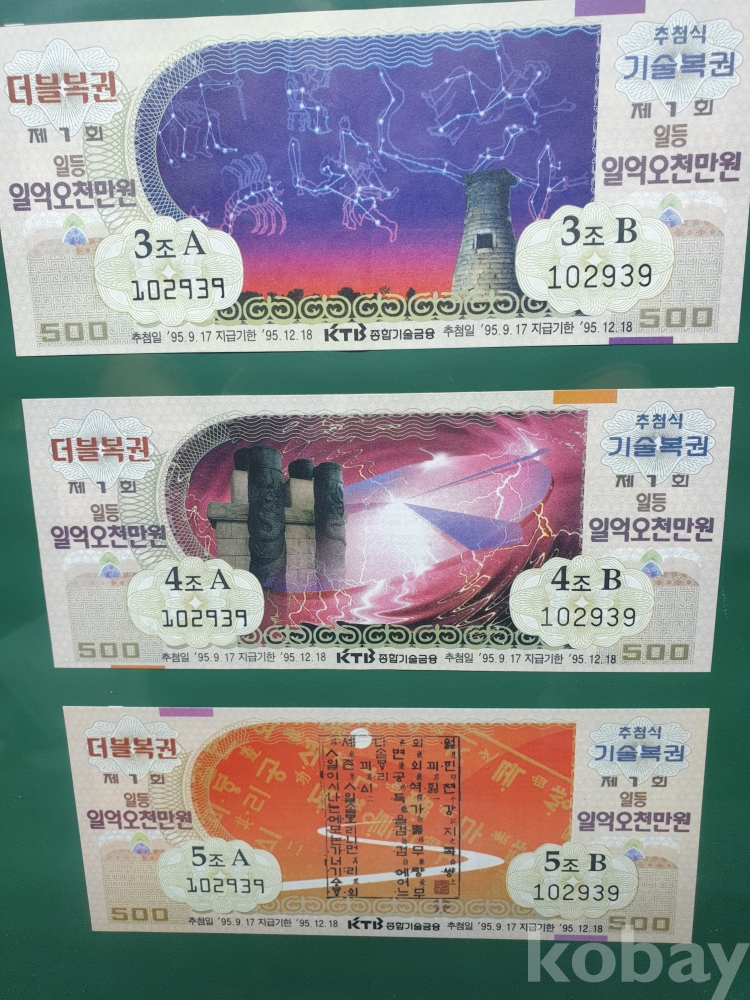 더블복권
제1회
일등
일억오천만원
3조 A
102939
500
추첨식
기술복권
제1회
일등
일억오천만원
3조 B
102939
500
추첨일 '95.9.17 지급기한 '95.12.18 KTB 종합기술금융 추첨일 '95.9.17 지급기한 '95.12.18
더블복권
제1회
일등
일억오천만원
4조 A
102939
500
추첨식
기술복권
제1회
일등
일억오천만원
4조 B
102939
500
추첨일 '95.9.17 지급기한 '95.12.18 KTB 종합기술금융 추첨일 '95.9.17 지급기한 '95.12.18
더블복권
제1회
일등
일억오천만원
5조 A
102939
500
추첨식
기술복권
제1회
일등
일억오천만원
5조 B
102939
500
추첨일 '95.9.17 지급기한 '95.12.18 KTB 종합기술금융 추첨일 '95.9.17 지급기한 '95.12.18
kobay